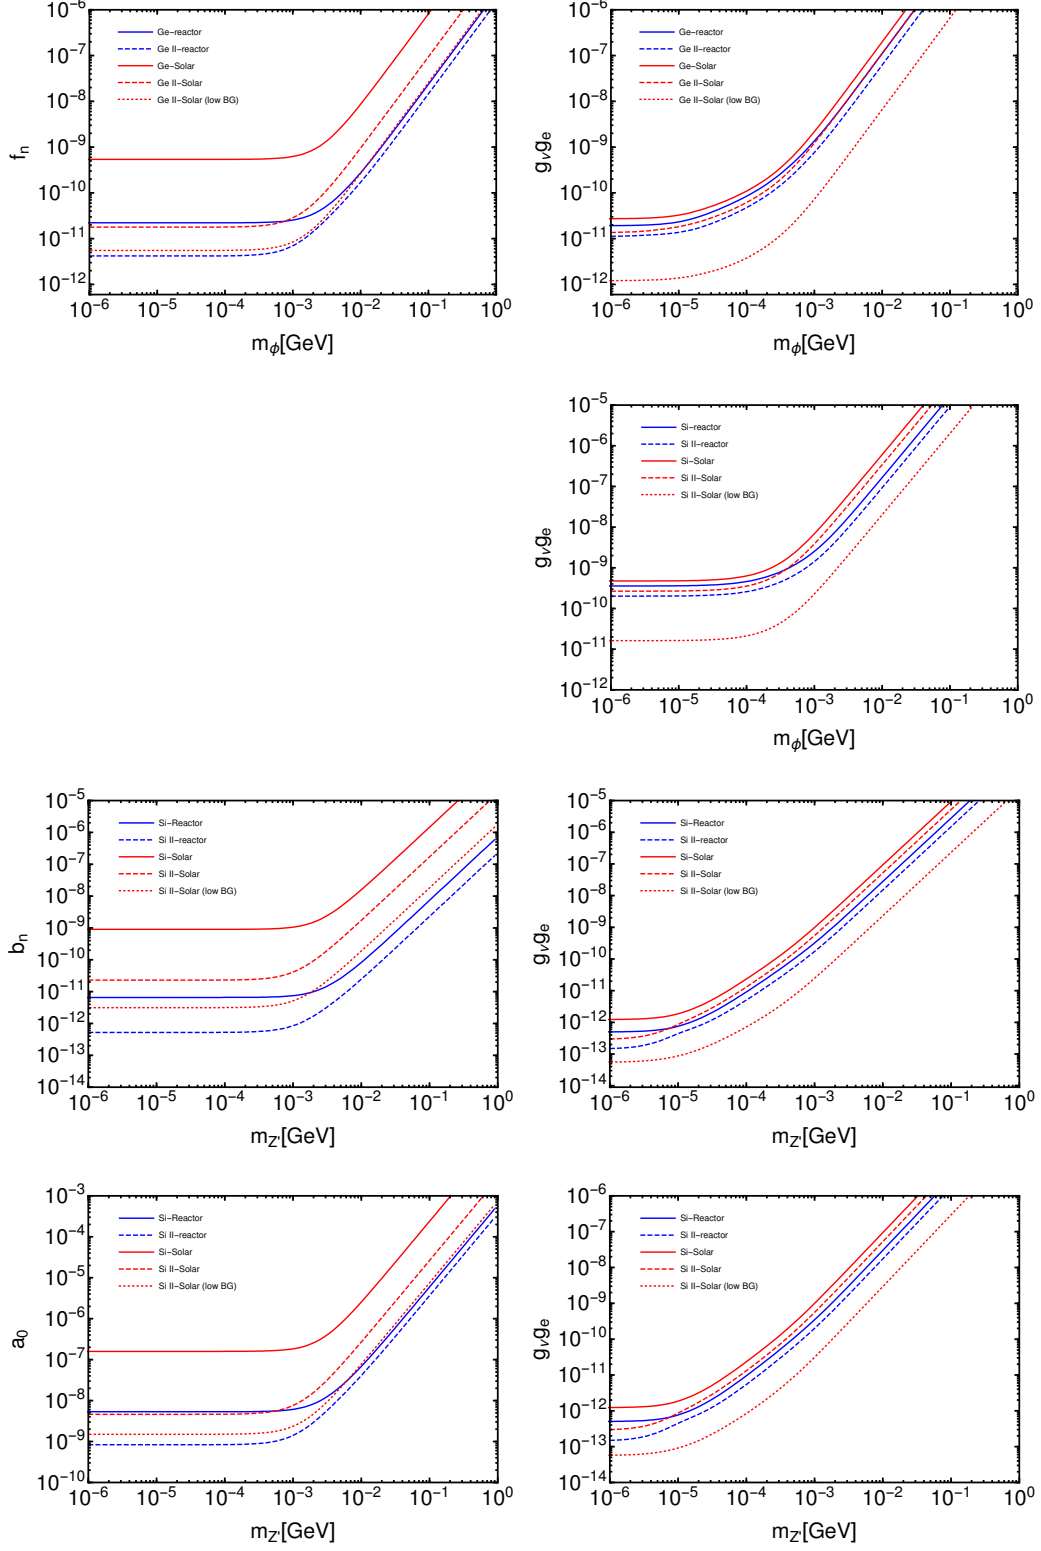 10⁻⁶
10⁻⁷
10⁻⁸
10⁻⁹
10⁻¹⁰
10⁻¹¹
10⁻¹²
fₙ
Ge-reactor
Ge II-reactor
Ge-Solar
Ge II-Solar
Ge II-Solar (low BG)
10⁻⁶ 10⁻⁵ 10⁻⁴ 10⁻³ 10⁻² 10⁻¹ 10⁰
m_ϕ[GeV]
10⁻⁶
10⁻⁷
10⁻⁸
10⁻⁹
10⁻¹⁰
10⁻¹¹
10⁻¹²
gᵥgₑ
Ge-reactor
Ge II-reactor
Ge-Solar
Ge II-Solar
Ge II-Solar (low BG)
10⁻⁶ 10⁻⁵ 10⁻⁴ 10⁻³ 10⁻² 10⁻¹ 10⁰
m_ϕ[GeV]
10⁻⁵
10⁻⁶
10⁻⁷
10⁻⁸
10⁻⁹
10⁻¹⁰
10⁻¹¹
10⁻¹²
gᵥgₑ
Si-reactor
Si II-reactor
Si-Solar
Si II-Solar
Si II-Solar (low BG)
10⁻⁶ 10⁻⁵ 10⁻⁴ 10⁻³ 10⁻² 10⁻¹ 10⁰
m_ϕ[GeV]
10⁻⁵
10⁻⁶
10⁻⁷
10⁻⁸
10⁻⁹
10⁻¹⁰
10⁻¹¹
10⁻¹²
10⁻¹³
10⁻¹⁴
bₙ
Si-Reactor
Si II-reactor
Si-Solar
Si II-Solar
Si II-Solar (low BG)
10⁻⁶ 10⁻⁵ 10⁻⁴ 10⁻³ 10⁻² 10⁻¹ 10⁰
m_Z'[GeV]
10⁻⁵
10⁻⁶
10⁻⁷
10⁻⁸
10⁻⁹
10⁻¹⁰
10⁻¹¹
10⁻¹²
10⁻¹³
10⁻¹⁴
gᵥgₑ
Si-Reactor
Si II-reactor
Si-Solar
Si II-Solar
Si II-Solar (low BG)
10⁻⁶ 10⁻⁵ 10⁻⁴ 10⁻³ 10⁻² 10⁻¹ 10⁰
m_Z'[GeV]
10⁻³
10⁻⁴
10⁻⁵
10⁻⁶
10⁻⁷
10⁻⁸
10⁻⁹
10⁻¹⁰
a₀
Si-Reactor
Si II-reactor
Si-Solar
Si II-Solar
Si II-Solar (low BG)
10⁻⁶ 10⁻⁵ 10⁻⁴ 10⁻³ 10⁻² 10⁻¹ 10⁰
m_Z'[GeV]
10⁻⁶
10⁻⁷
10⁻⁸
10⁻⁹
10⁻¹⁰
10⁻¹¹
10⁻¹²
10⁻¹³
10⁻¹⁴
gᵥgₑ
Si-Reactor
Si II-reactor
Si-Solar
Si II-Solar
Si II-Solar (low BG)
10⁻⁶ 10⁻⁵ 10⁻⁴ 10⁻³ 10⁻² 10⁻¹ 10⁰
m_Z'[GeV]